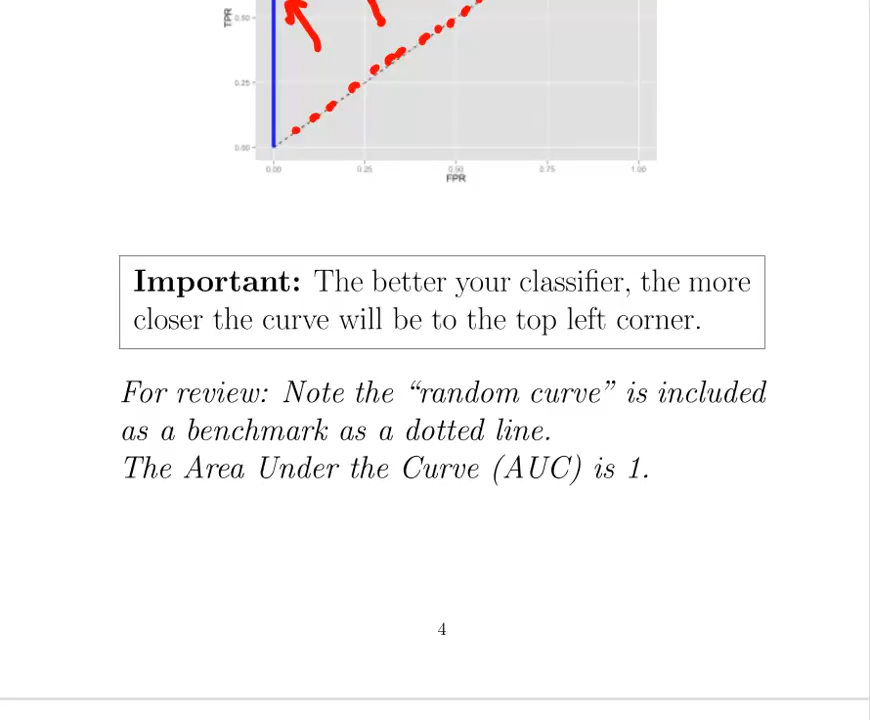 TPR
0.50
0.25
0.00
0.00 0.25 0.50 0.75 1.00
FPR
Important: The better your classifier, the more
closer the curve will be to the top left corner.
For review: Note the “random curve” is included
as a benchmark as a dotted line.
The Area Under the Curve (AUC) is 1.
4